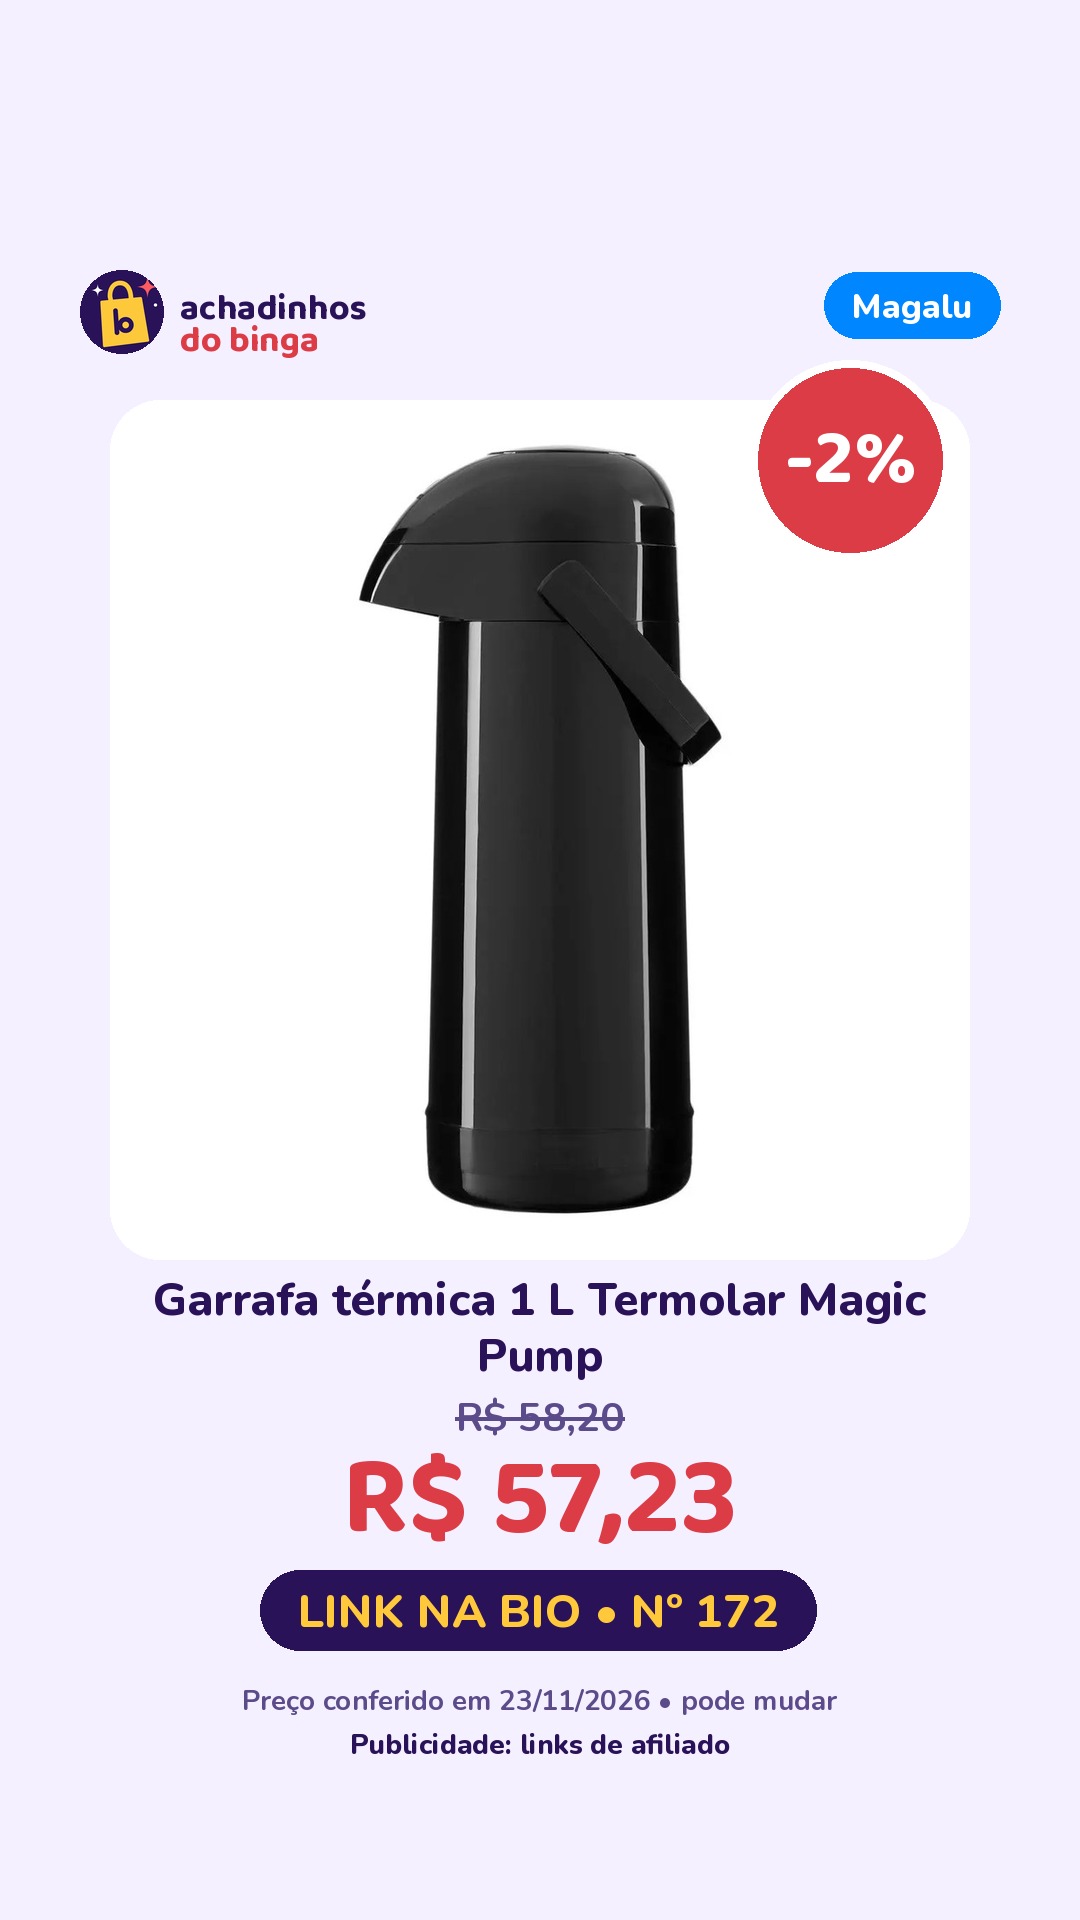 achadinhos
do binga
Magalu
-2%
Garrafa térmica 1 L Termolar Magic
Pump
R$ 58,20
R$ 57,23
LINK NA BIO • Nº 172
Preço conferido em 23/11/2026 • pode mudar
Publicidade: links de afiliado